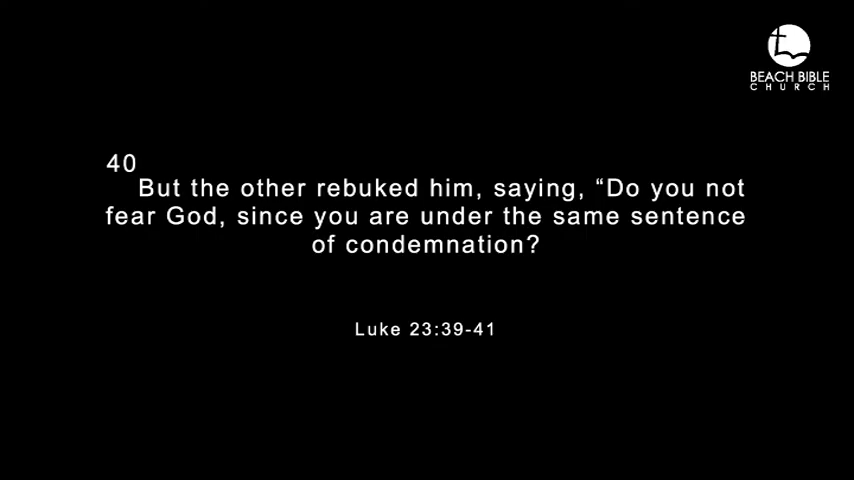 BEACH BIBLE
CHURCH
40
But the other rebuked him, saying, “Do you not
fear God, since you are under the same sentence
of condemnation?
Luke 23:39-41